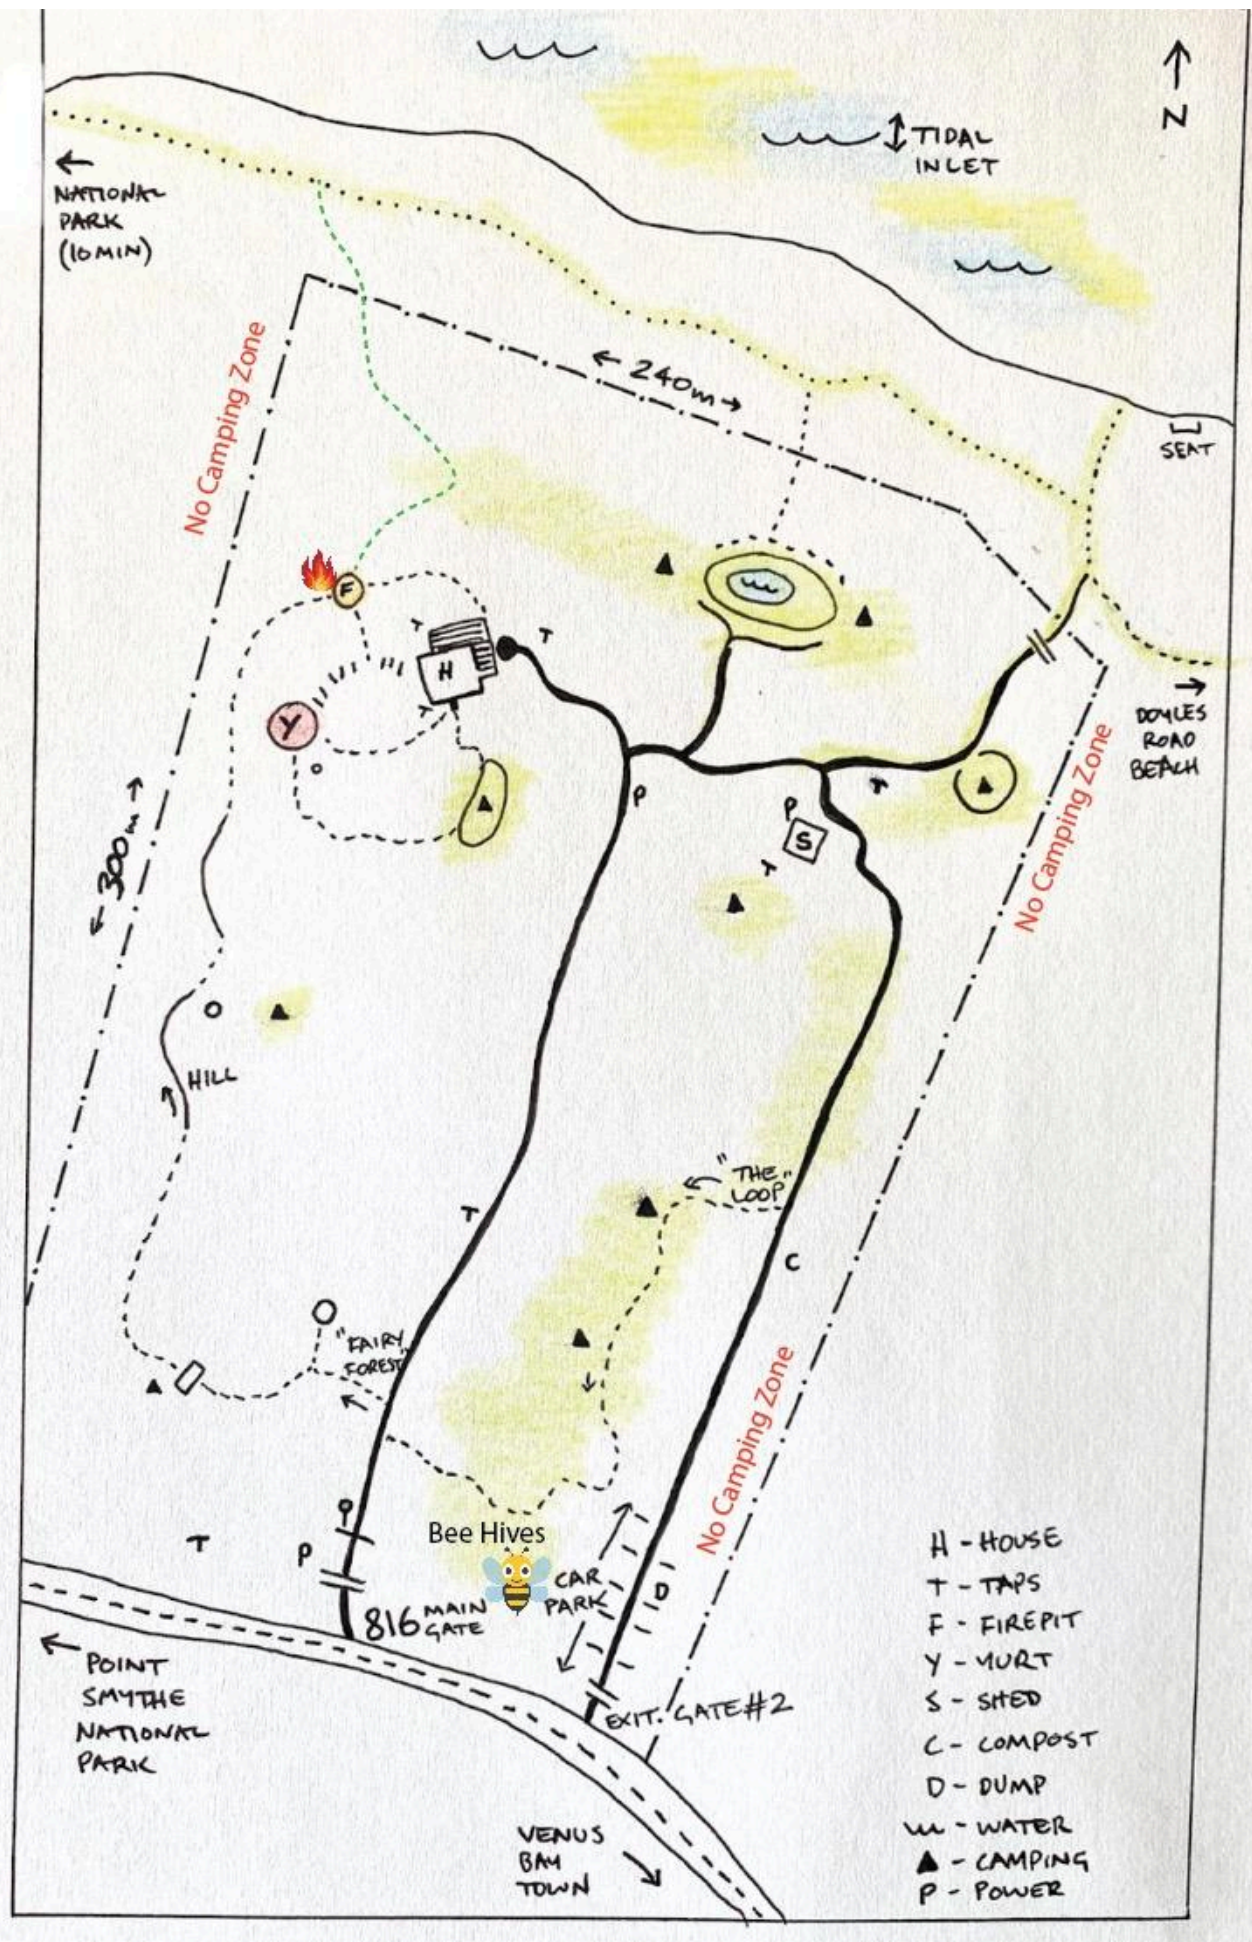 N
TIDAL
INLET
NATIONAL
PARK
(10 MIN)
No Camping Zone
← 240m →
SEAT
F
T
T
H
T
Y
DOYLES
ROAD
BEACH
No Camping Zone
← 300m →
P
P
T
S
T
HILL
"THE
LOOP"
T
C
"FAIRY
FOREST"
No Camping Zone
Bee Hives
T
P
CAR
PARK
D
816 MAIN
GATE
EXIT. GATE #2
POINT
SMYTHE
NATIONAL
PARK
VENUS
BAY
TOWN
H - HOUSE
T - TAPS
F - FIREPIT
Y - YURT
S - SHED
C - COMPOST
D - DUMP
- WATER
▲ - CAMPING
P - POWER